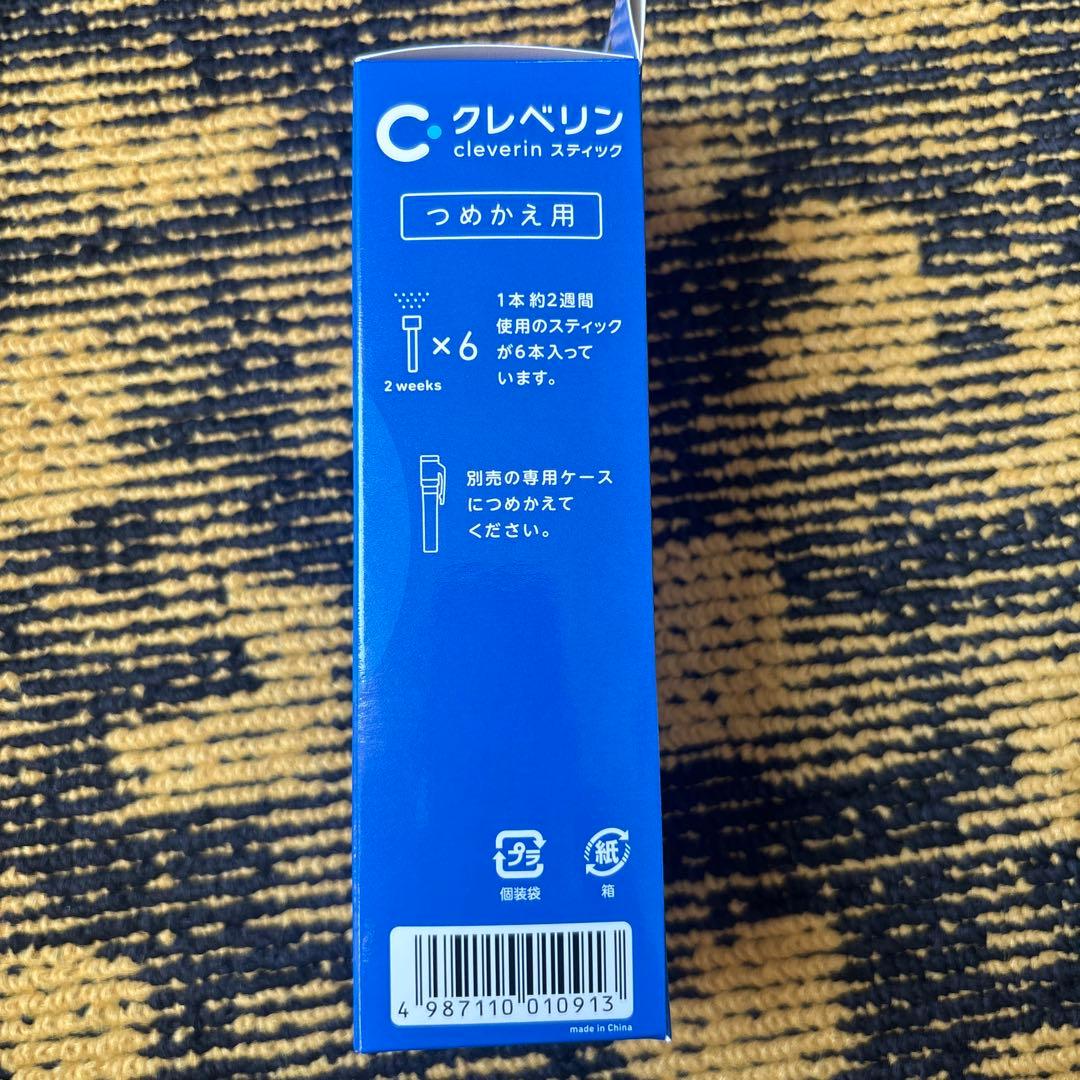 クレベリン
cleverin スティック
つめかえ用
×6
2 weeks
1本 約2週間
使用のスティック
が6本入って
います。
別売の専用ケース
につめかえて
ください。
プラ
個装袋
紙
箱
4 987110 010913
made in China